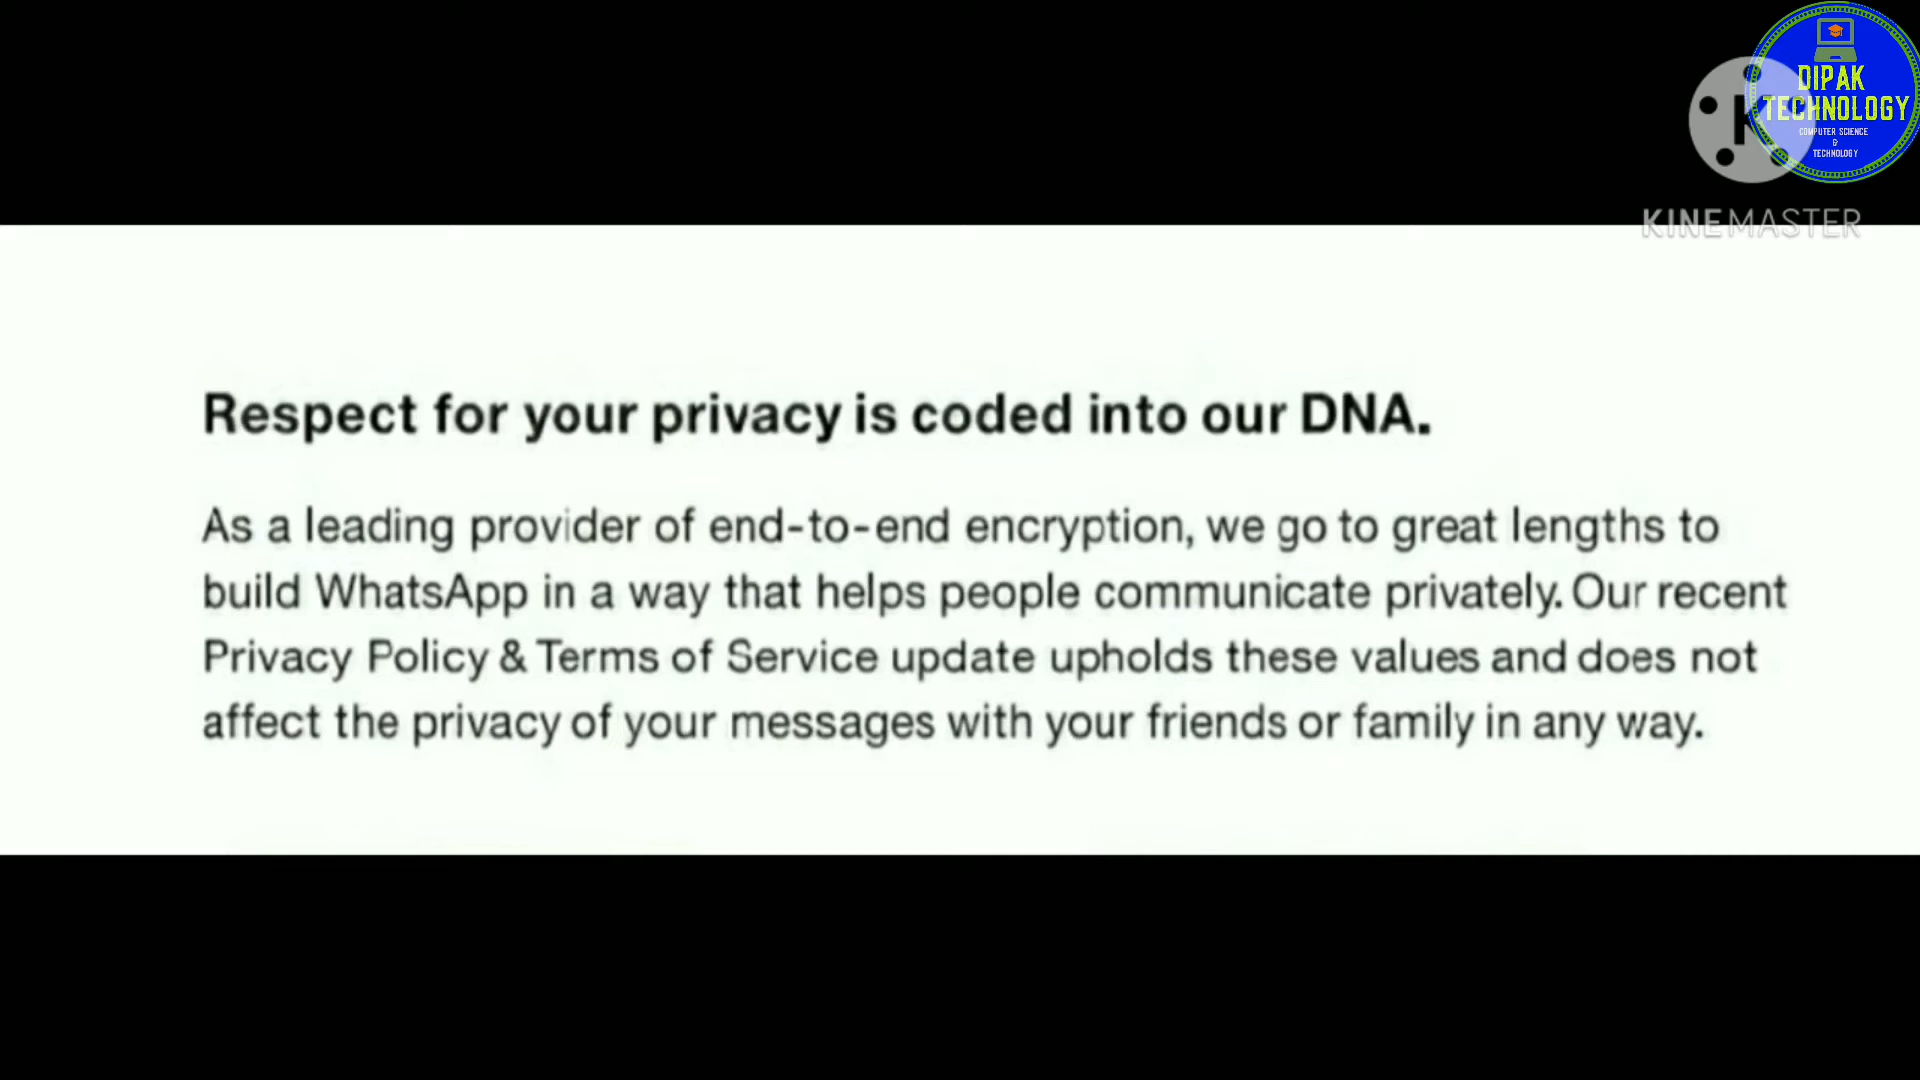 DIPAK
TECHNOLOGY
COMPUTER SCIENCE
&
TECHNOLOGY
K
KINEMASTER
Respect for your privacy is coded into our DNA.
As a leading provider of end-to-end encryption, we go to great lengths to
build WhatsApp in a way that helps people communicate privately. Our recent
Privacy Policy & Terms of Service update upholds these values and does not
affect the privacy of your messages with your friends or family in any way.